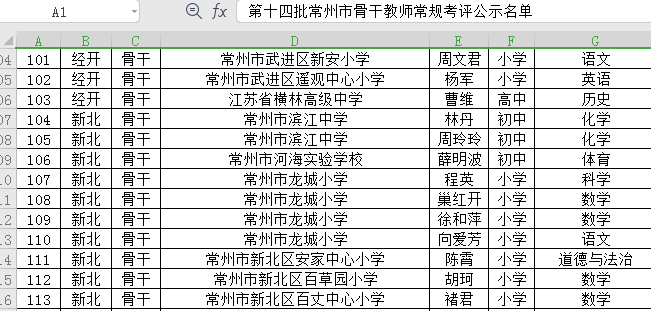 A1 fx 第十四批常州市骨干教师常规考评公示名单
A B C D E F G
04 101 经开 骨干 常州市武进区新安小学 周文君 小学 语文
05 102 经开 骨干 常州市武进区遥观中心小学 杨军 小学 英语
06 103 经开 骨干 江苏省横林高级中学 曹维 高中 历史
07 104 新北 骨干 常州市滨江中学 林丹 初中 化学
08 105 新北 骨干 常州市滨江中学 周玲玲 初中 化学
09 106 新北 骨干 常州市河海实验学校 薛明波 初中 体育
10 107 新北 骨干 常州市龙城小学 程英 小学 科学
11 108 新北 骨干 常州市龙城小学 巢红开 小学 数学
12 109 新北 骨干 常州市龙城小学 徐和萍 小学 数学
13 110 新北 骨干 常州市龙城小学 向爱芳 小学 语文
14 111 新北 骨干 常州市新北区安家中心小学 陈霄 小学 道德与法治
15 112 新北 骨干 常州市新北区百草园小学 胡珂 小学 数学
16 113 新北 骨干 常州市新北区百丈中心小学 褚君 小学 数学